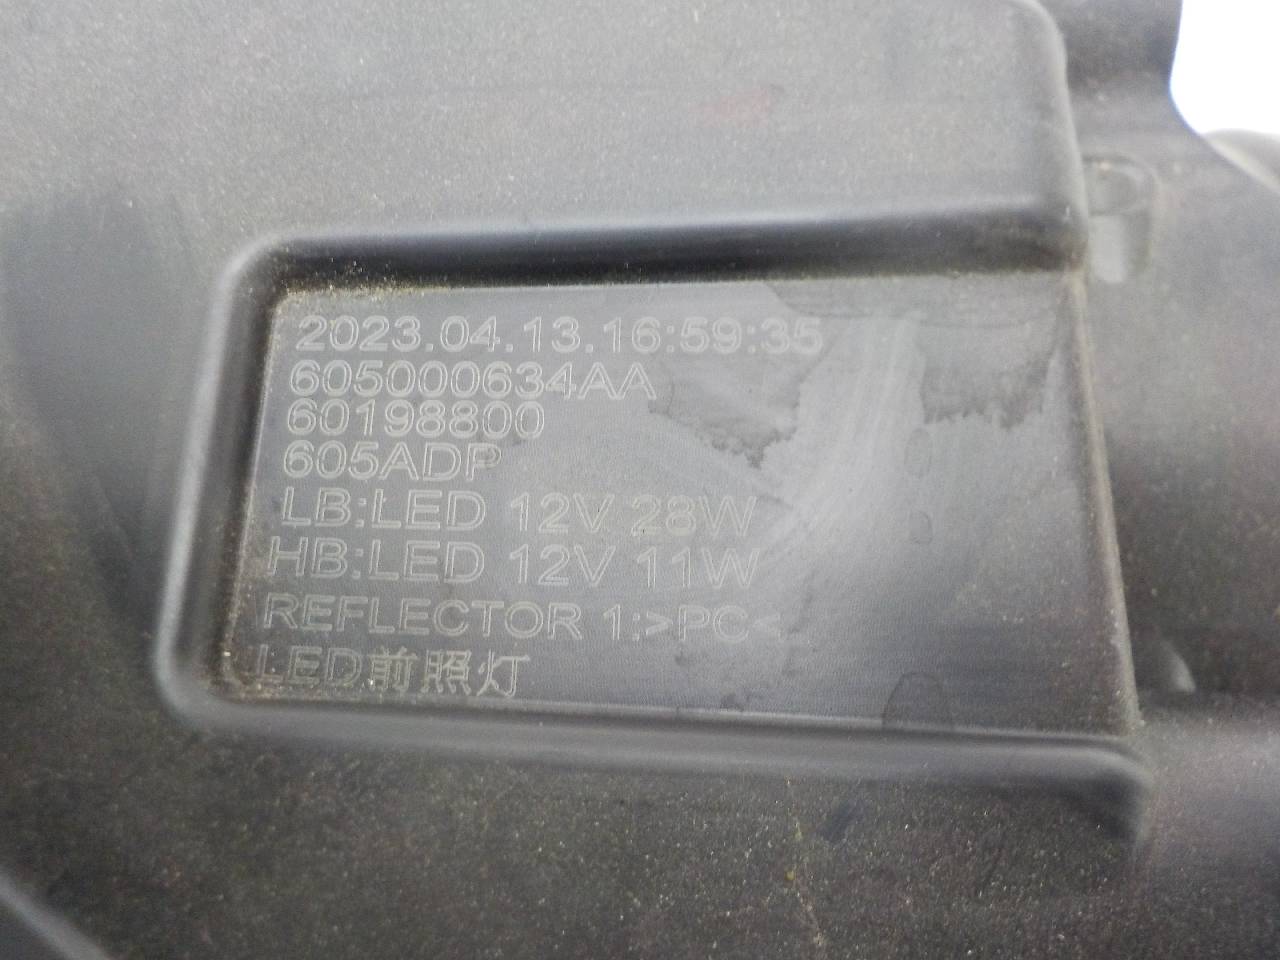 2023.04.13.16:59:35
605000634AA
60198800
605ADP
LB:LED 12V 28W
HB:LED 12V 11W
REFLECTOR 1:>PC<
LED前照灯